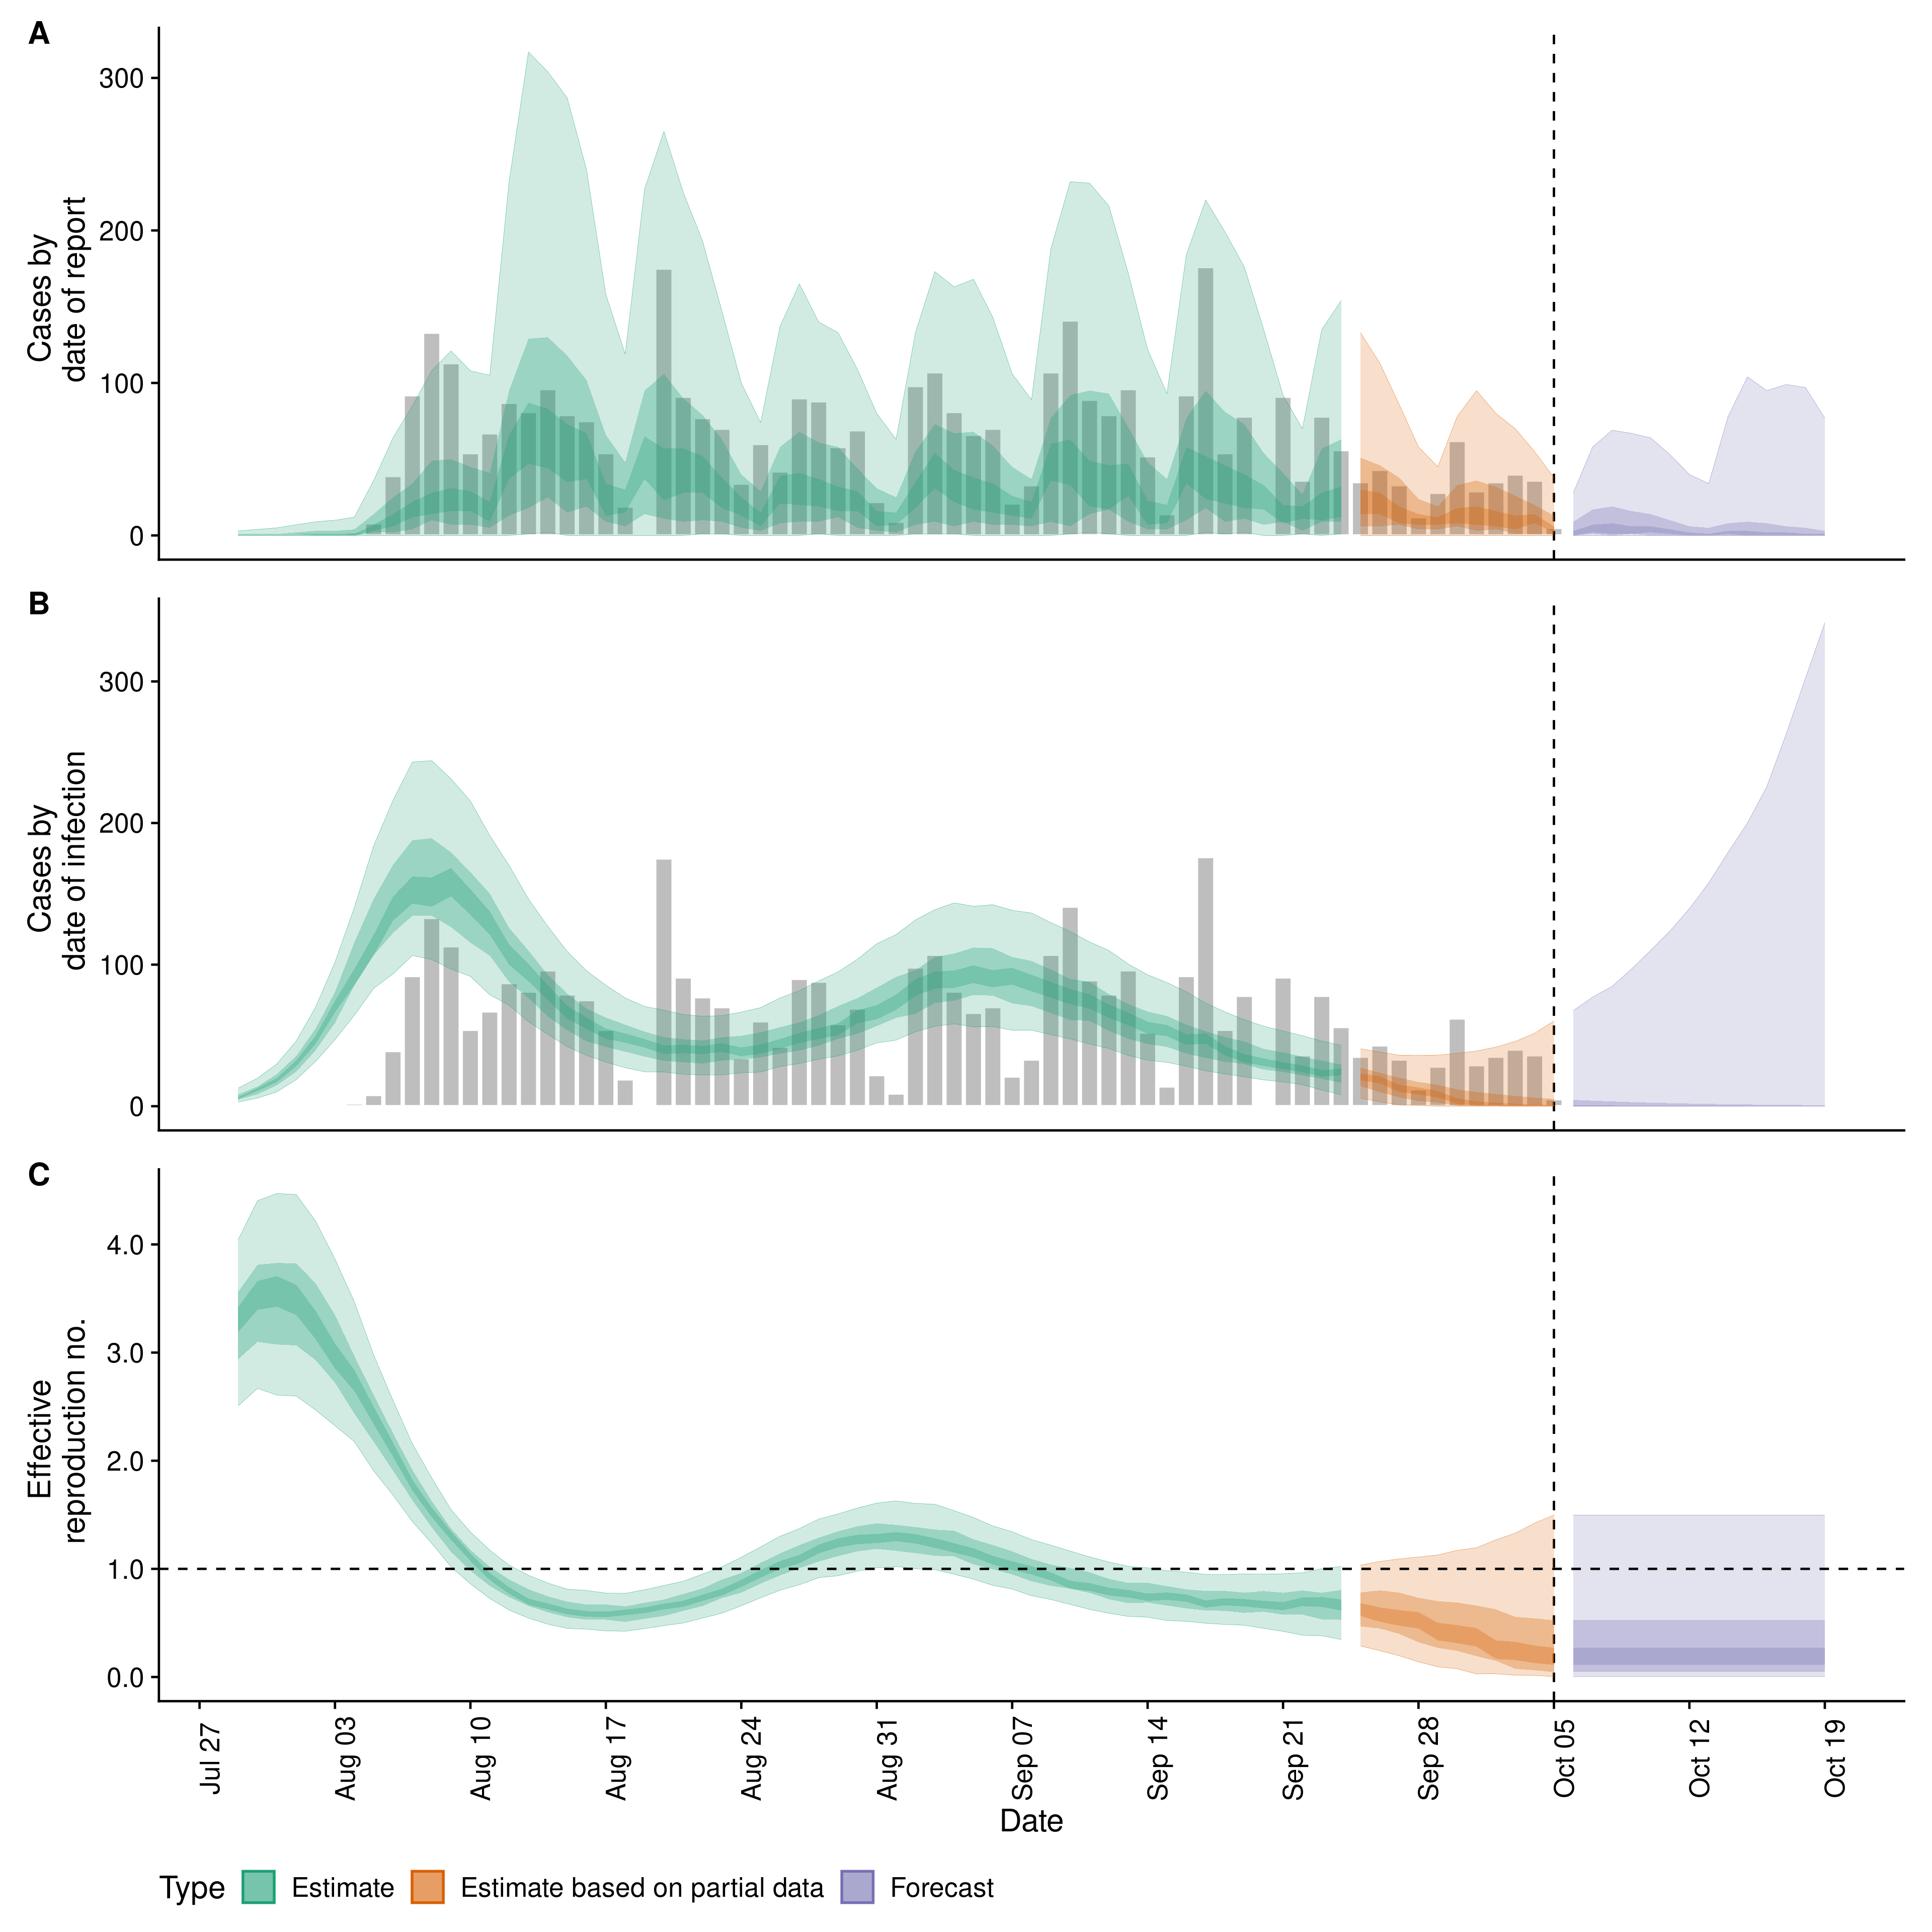 A
Cases by
date of report
300
200
100
0
B
Cases by
date of infection
300
200
100
0
C
Effective
reproduction no.
4.0
3.0
2.0
1.0
0.0
Jul 27
Aug 03
Aug 10
Aug 17
Aug 24
Aug 31
Sep 07
Sep 14
Sep 21
Sep 28
Oct 05
Oct 12
Oct 19
Date
Type
Estimate
Estimate based on partial data
Forecast